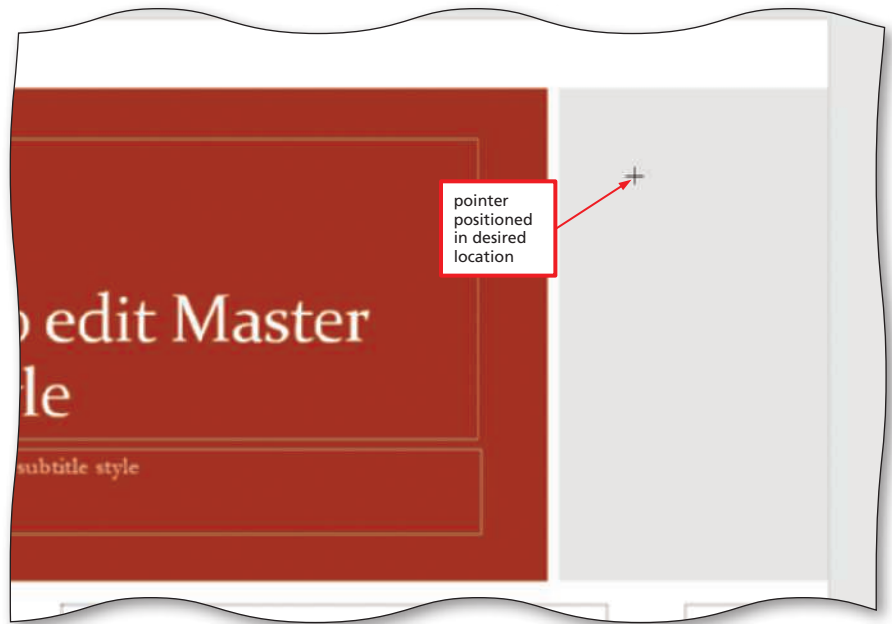 pointer
positioned
in desired
location
edit Master
le
subtitle style